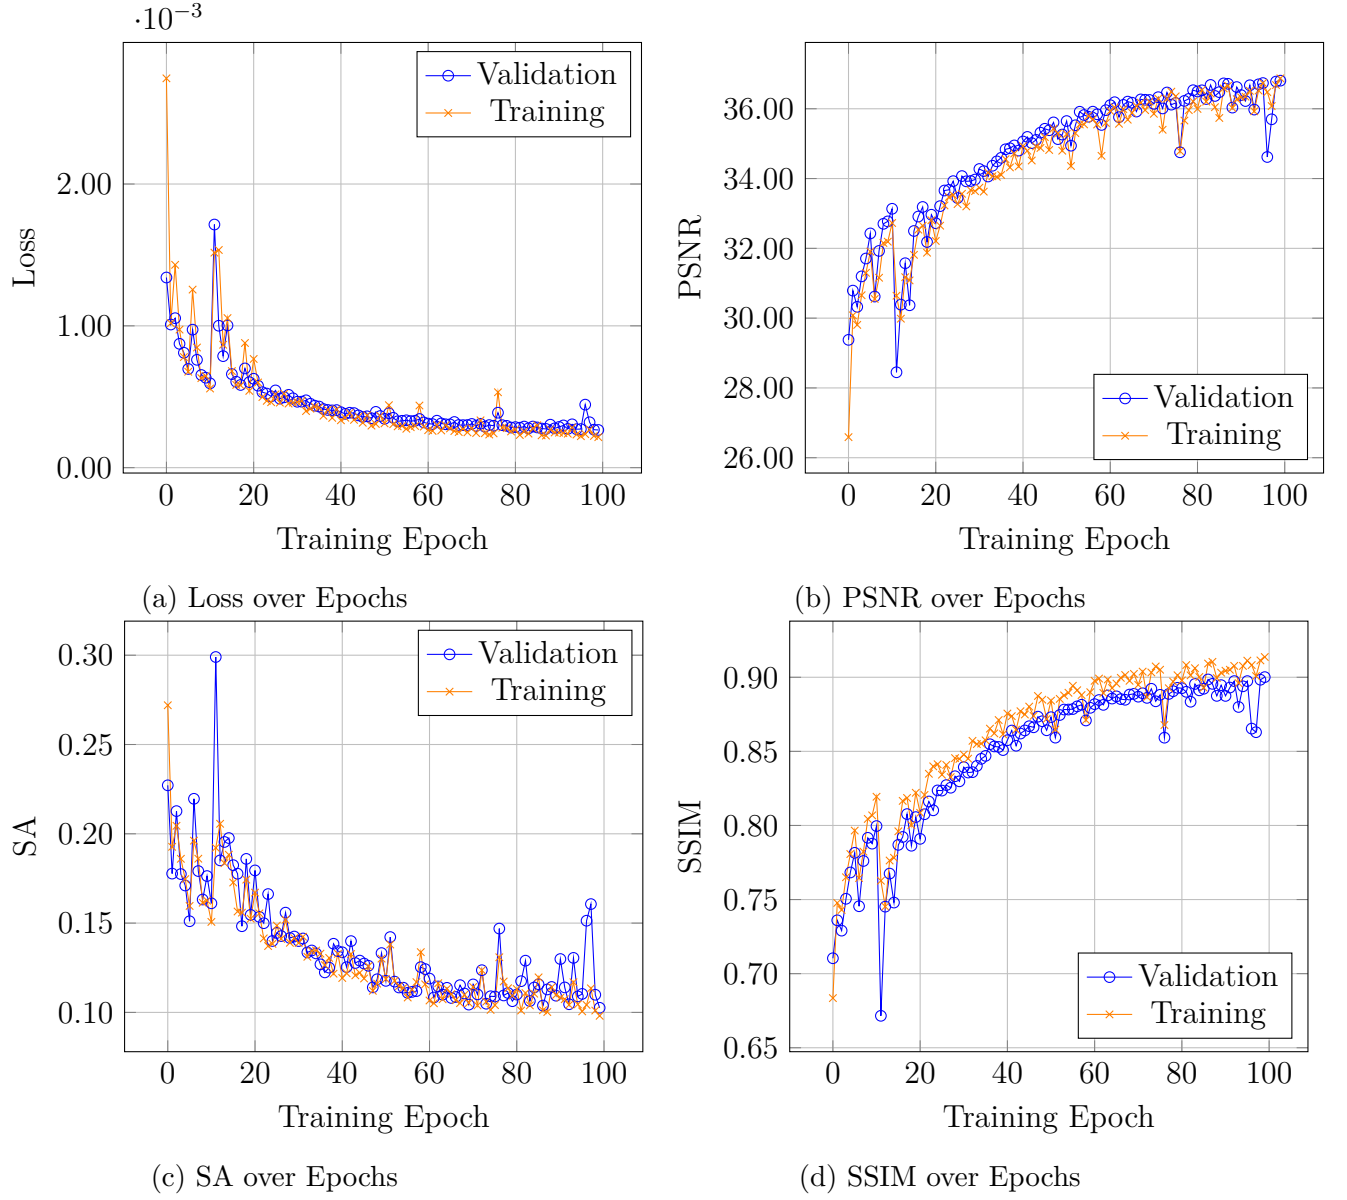 ·10⁻³
Loss
2.00
1.00
0.00
0 20 40 60 80 100
Training Epoch
Validation
Training
(a) Loss over Epochs
PSNR
36.00
34.00
32.00
30.00
28.00
26.00
0 20 40 60 80 100
Training Epoch
Validation
Training
(b) PSNR over Epochs
SA
0.30
0.25
0.20
0.15
0.10
0 20 40 60 80 100
Training Epoch
Validation
Training
(c) SA over Epochs
SSIM
0.90
0.85
0.80
0.75
0.70
0.65
0 20 40 60 80 100
Training Epoch
Validation
Training
(d) SSIM over Epochs